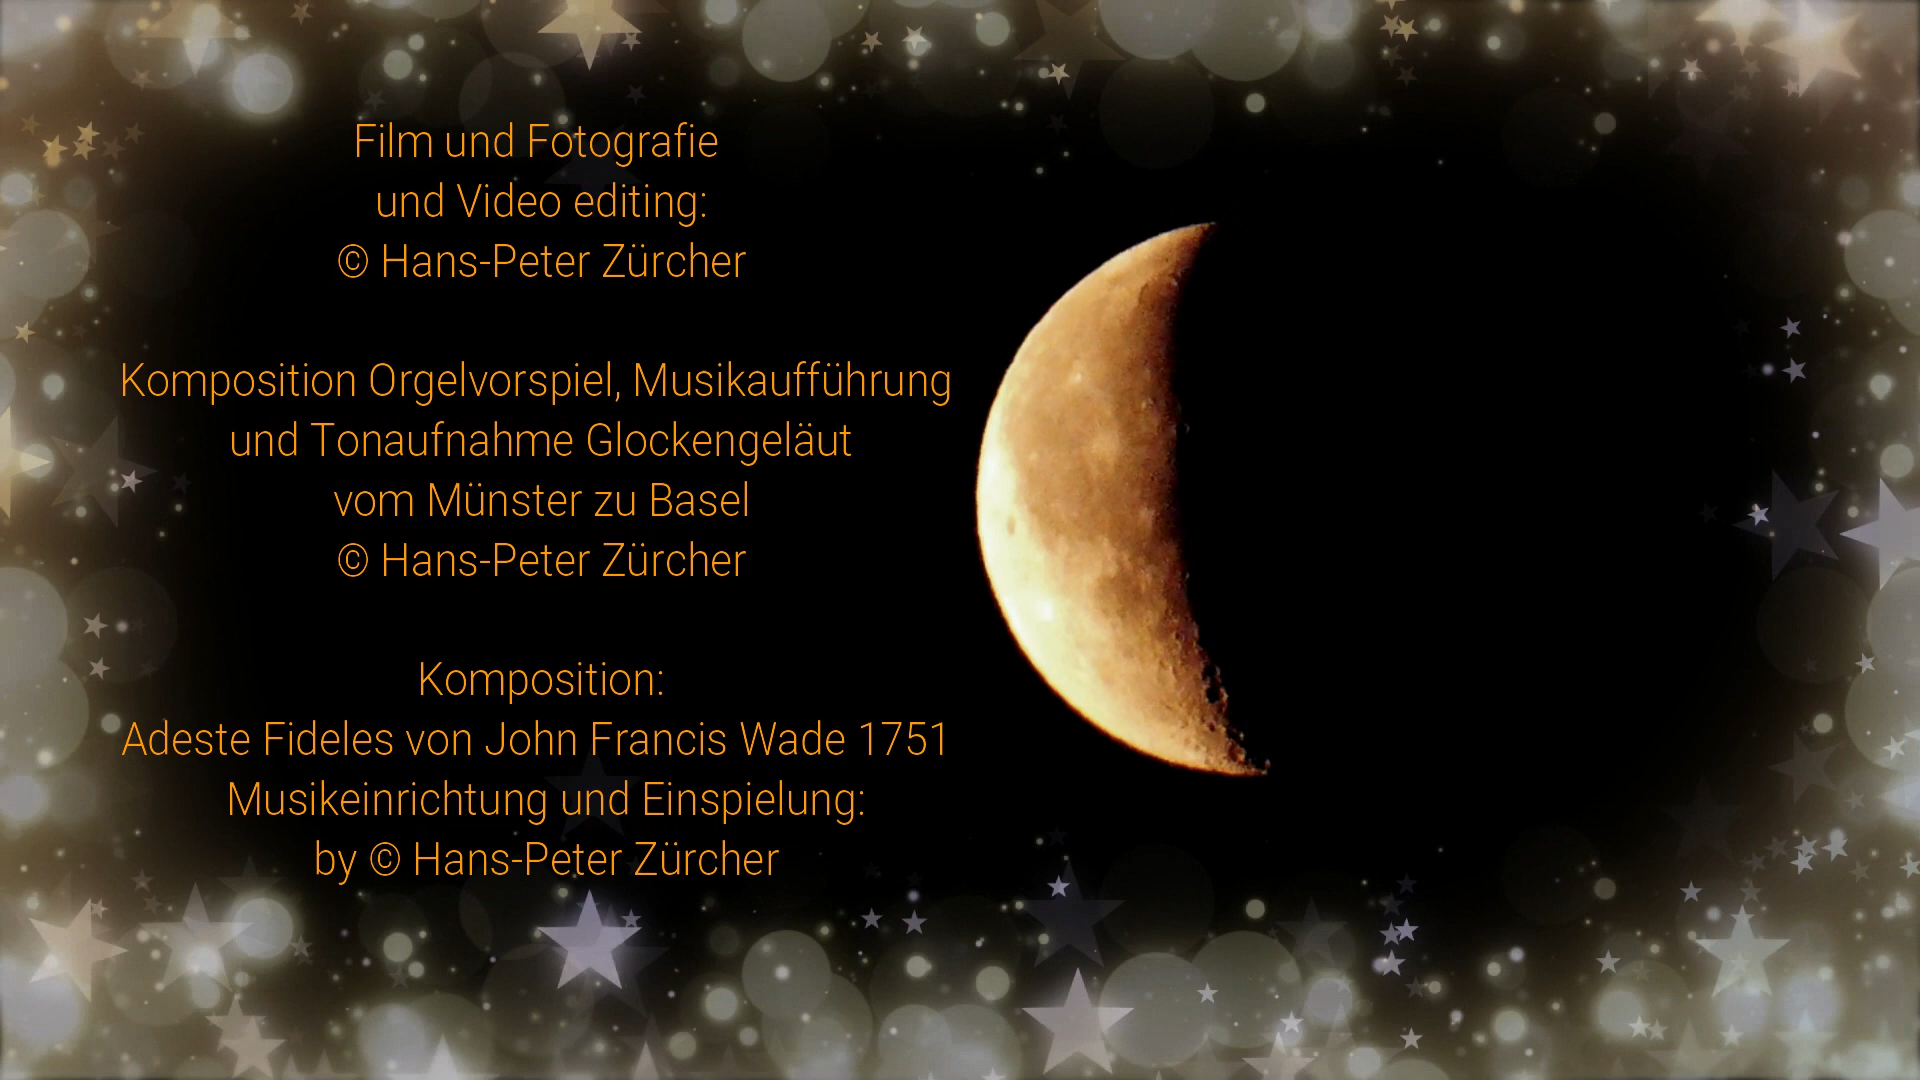 Film und Fotografie
und Video editing:
© Hans-Peter Zürcher
Komposition Orgelvorspiel, Musikaufführung
und Tonaufnahme Glockengeläut
vom Münster zu Basel
© Hans-Peter Zürcher
Komposition:
Adeste Fideles von John Francis Wade 1751
Musikeinrichtung und Einspielung:
by © Hans-Peter Zürcher